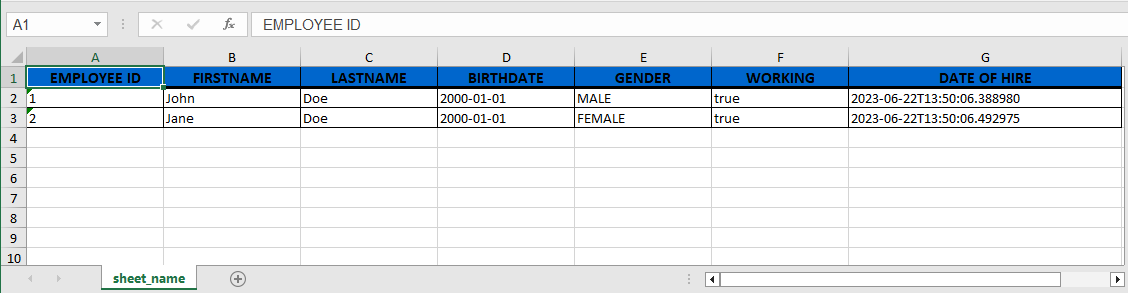 A1 fx EMPLOYEE ID
A B C D E F G
1 EMPLOYEE ID FIRSTNAME LASTNAME BIRTHDATE GENDER WORKING DATE OF HIRE
2 1 John Doe 2000-01-01 MALE true 2023-06-22T13:50:06.388980
3 2 Jane Doe 2000-01-01 FEMALE true 2023-06-22T13:50:06.492975
4
5
6
7
8
9
10
sheet_name